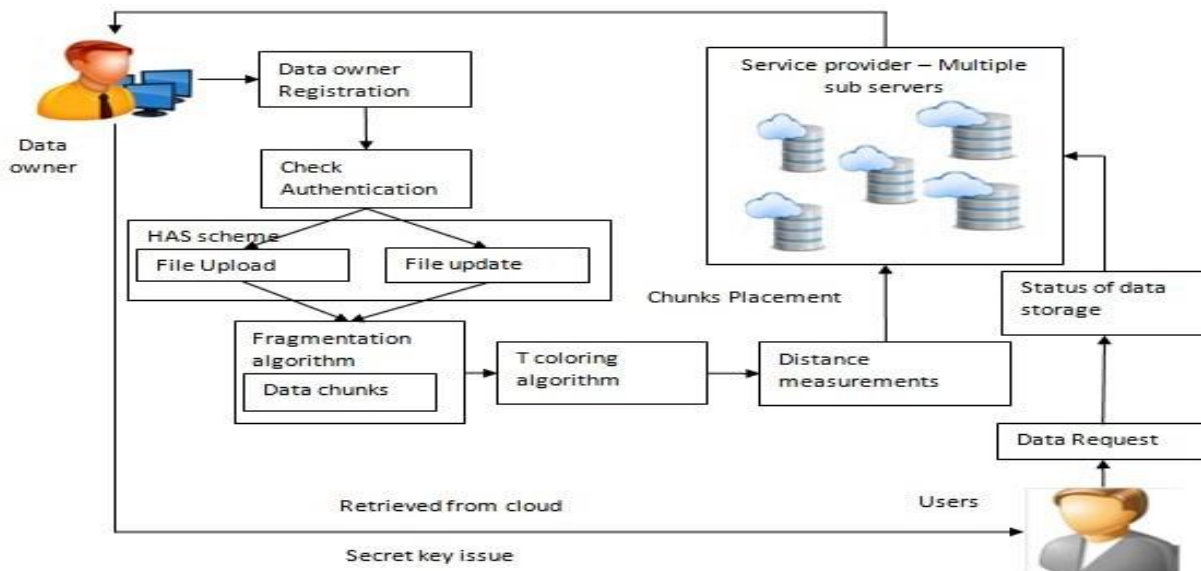 Data owner
Registration
Service provider – Multiple
sub servers
Data
owner
Check
Authentication
HAS scheme
File Upload
File update
Chunks Placement
Status of data
storage
Fragmentation
algorithm
Data chunks
T coloring
algorithm
Distance
measurements
Data Request
Users
Retrieved from cloud
Secret key issue